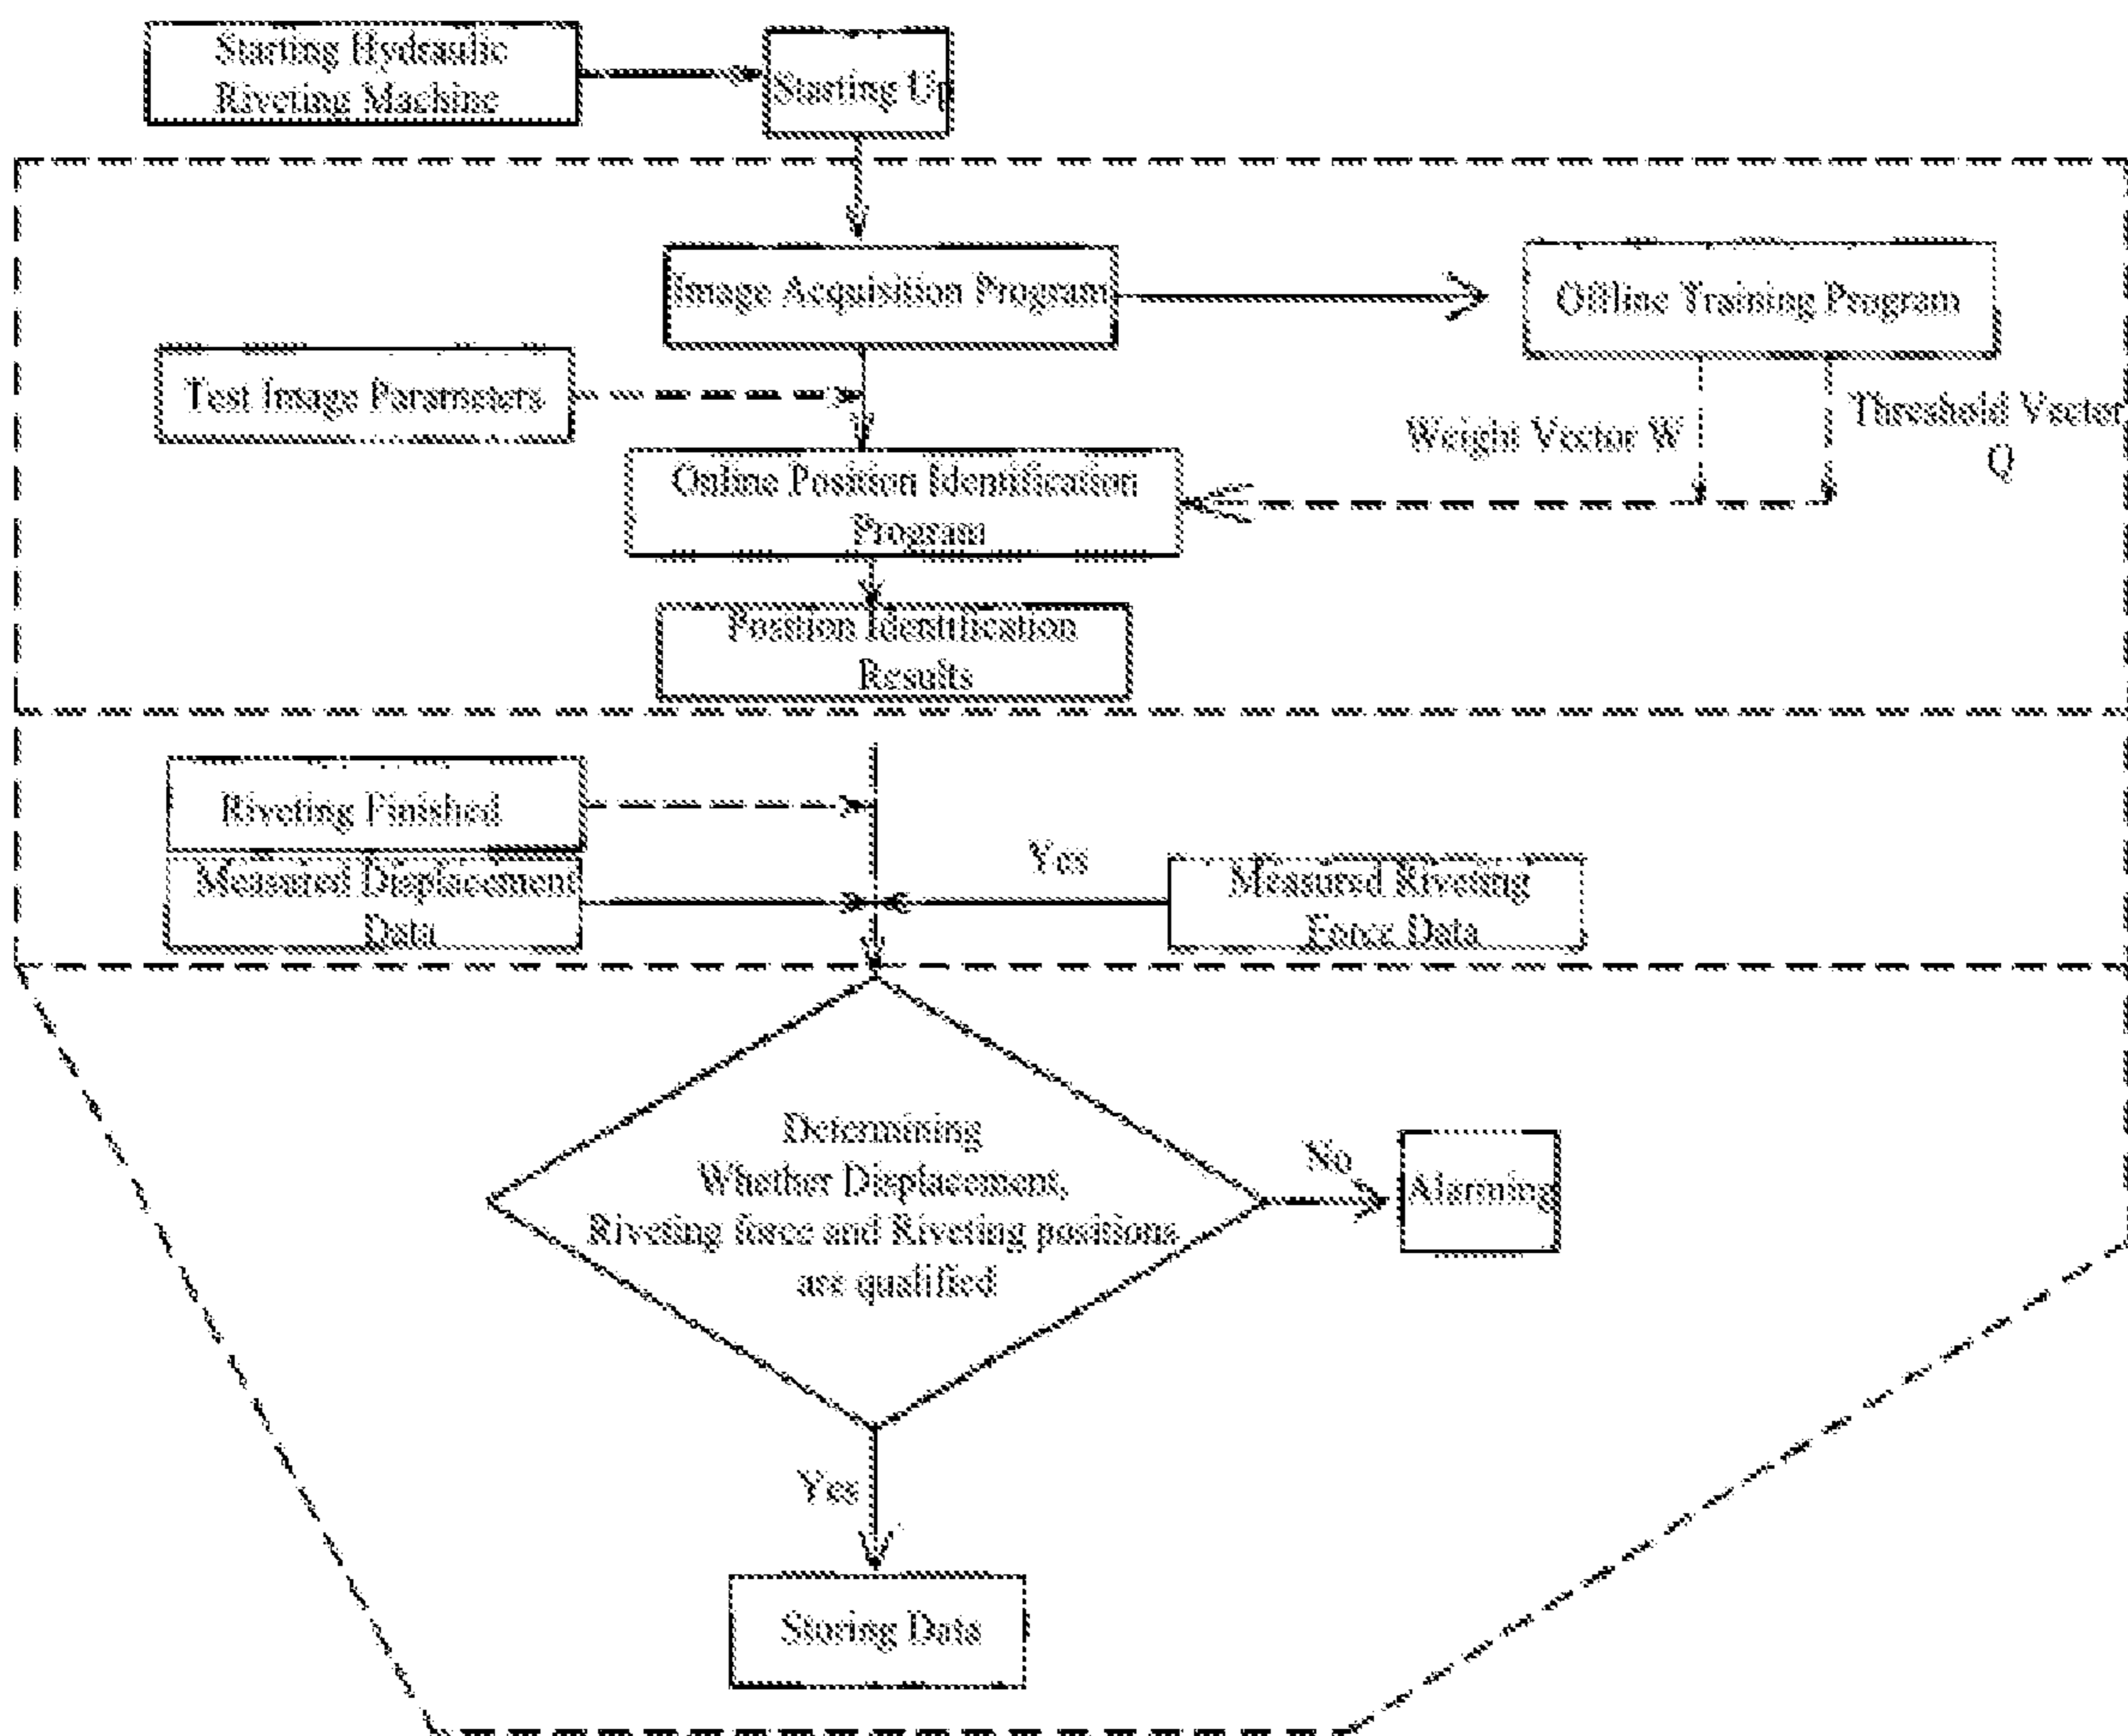 Starting Hydraulic
Riveting Machine
Starting Up
Image Acquisition Program
Offline Training Program
Test Image Parameters
Weight Vector W
Threshold Vector
Q
Online Position Identification
Program
Position Identification
Results
Riveting Finished
Yes
Measured Displacement
Data
Measured Riveting
Force Data
Determining
Whether Displacement,
Riveting force and Riveting positions
are qualified
No
Alarming
Yes
Storing Data